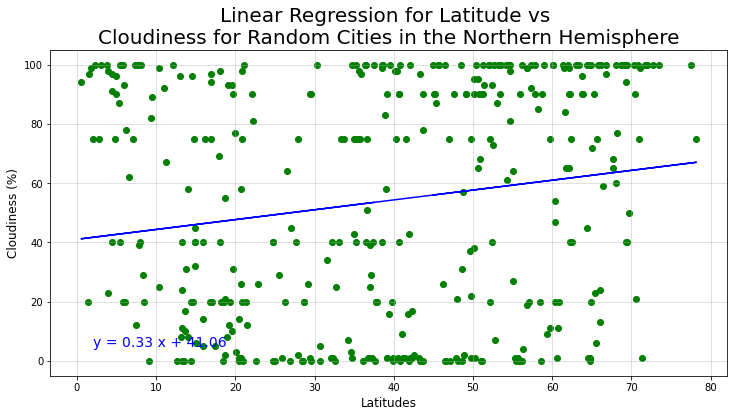 Linear Regression for Latitude vs
Cloudiness for Random Cities in the Northern Hemisphere
100
80
60
40
20
0
Cloudiness (%)
y = 0.33 x + 41.06
0 10 20 30 40 50 60 70 80
Latitudes